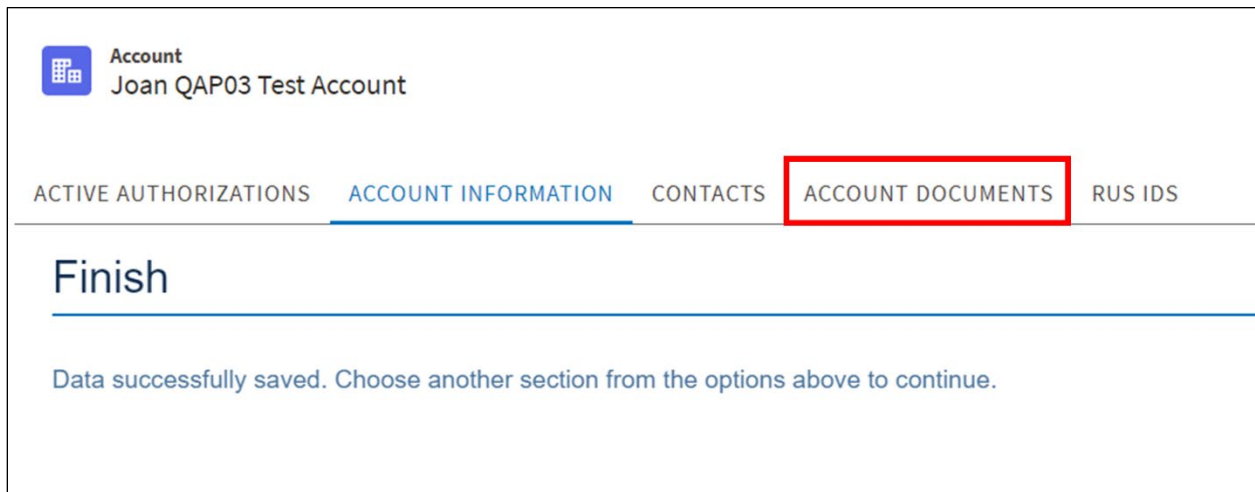 Account
Joan QAP03 Test Account
ACTIVE AUTHORIZATIONS ACCOUNT INFORMATION CONTACTS ACCOUNT DOCUMENTS RUS IDS
Finish
Data successfully saved. Choose another section from the options above to continue.